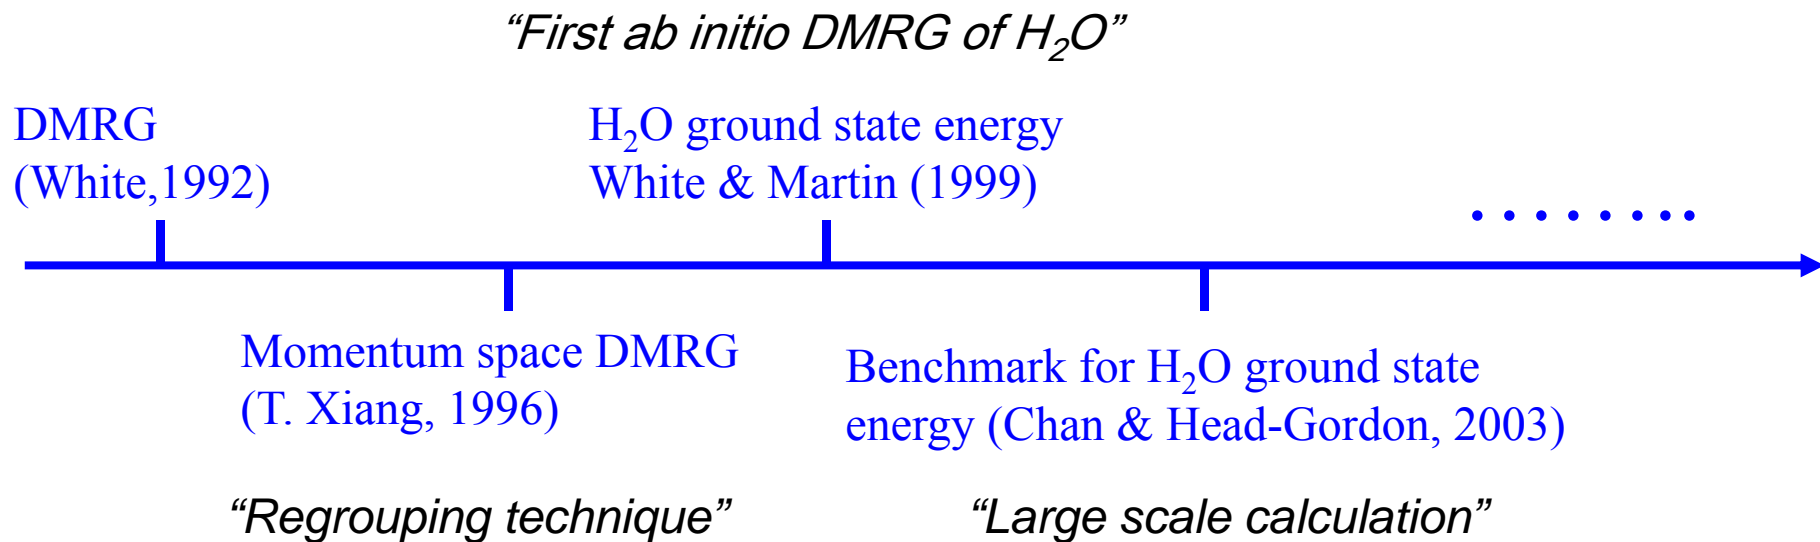 “First ab initio DMRG of H₂O”
DMRG
(White,1992)
H₂O ground state energy
White & Martin (1999)
Momentum space DMRG
(T. Xiang, 1996)
Benchmark for H₂O ground state
energy (Chan & Head-Gordon, 2003)
“Regrouping technique”
“Large scale calculation”